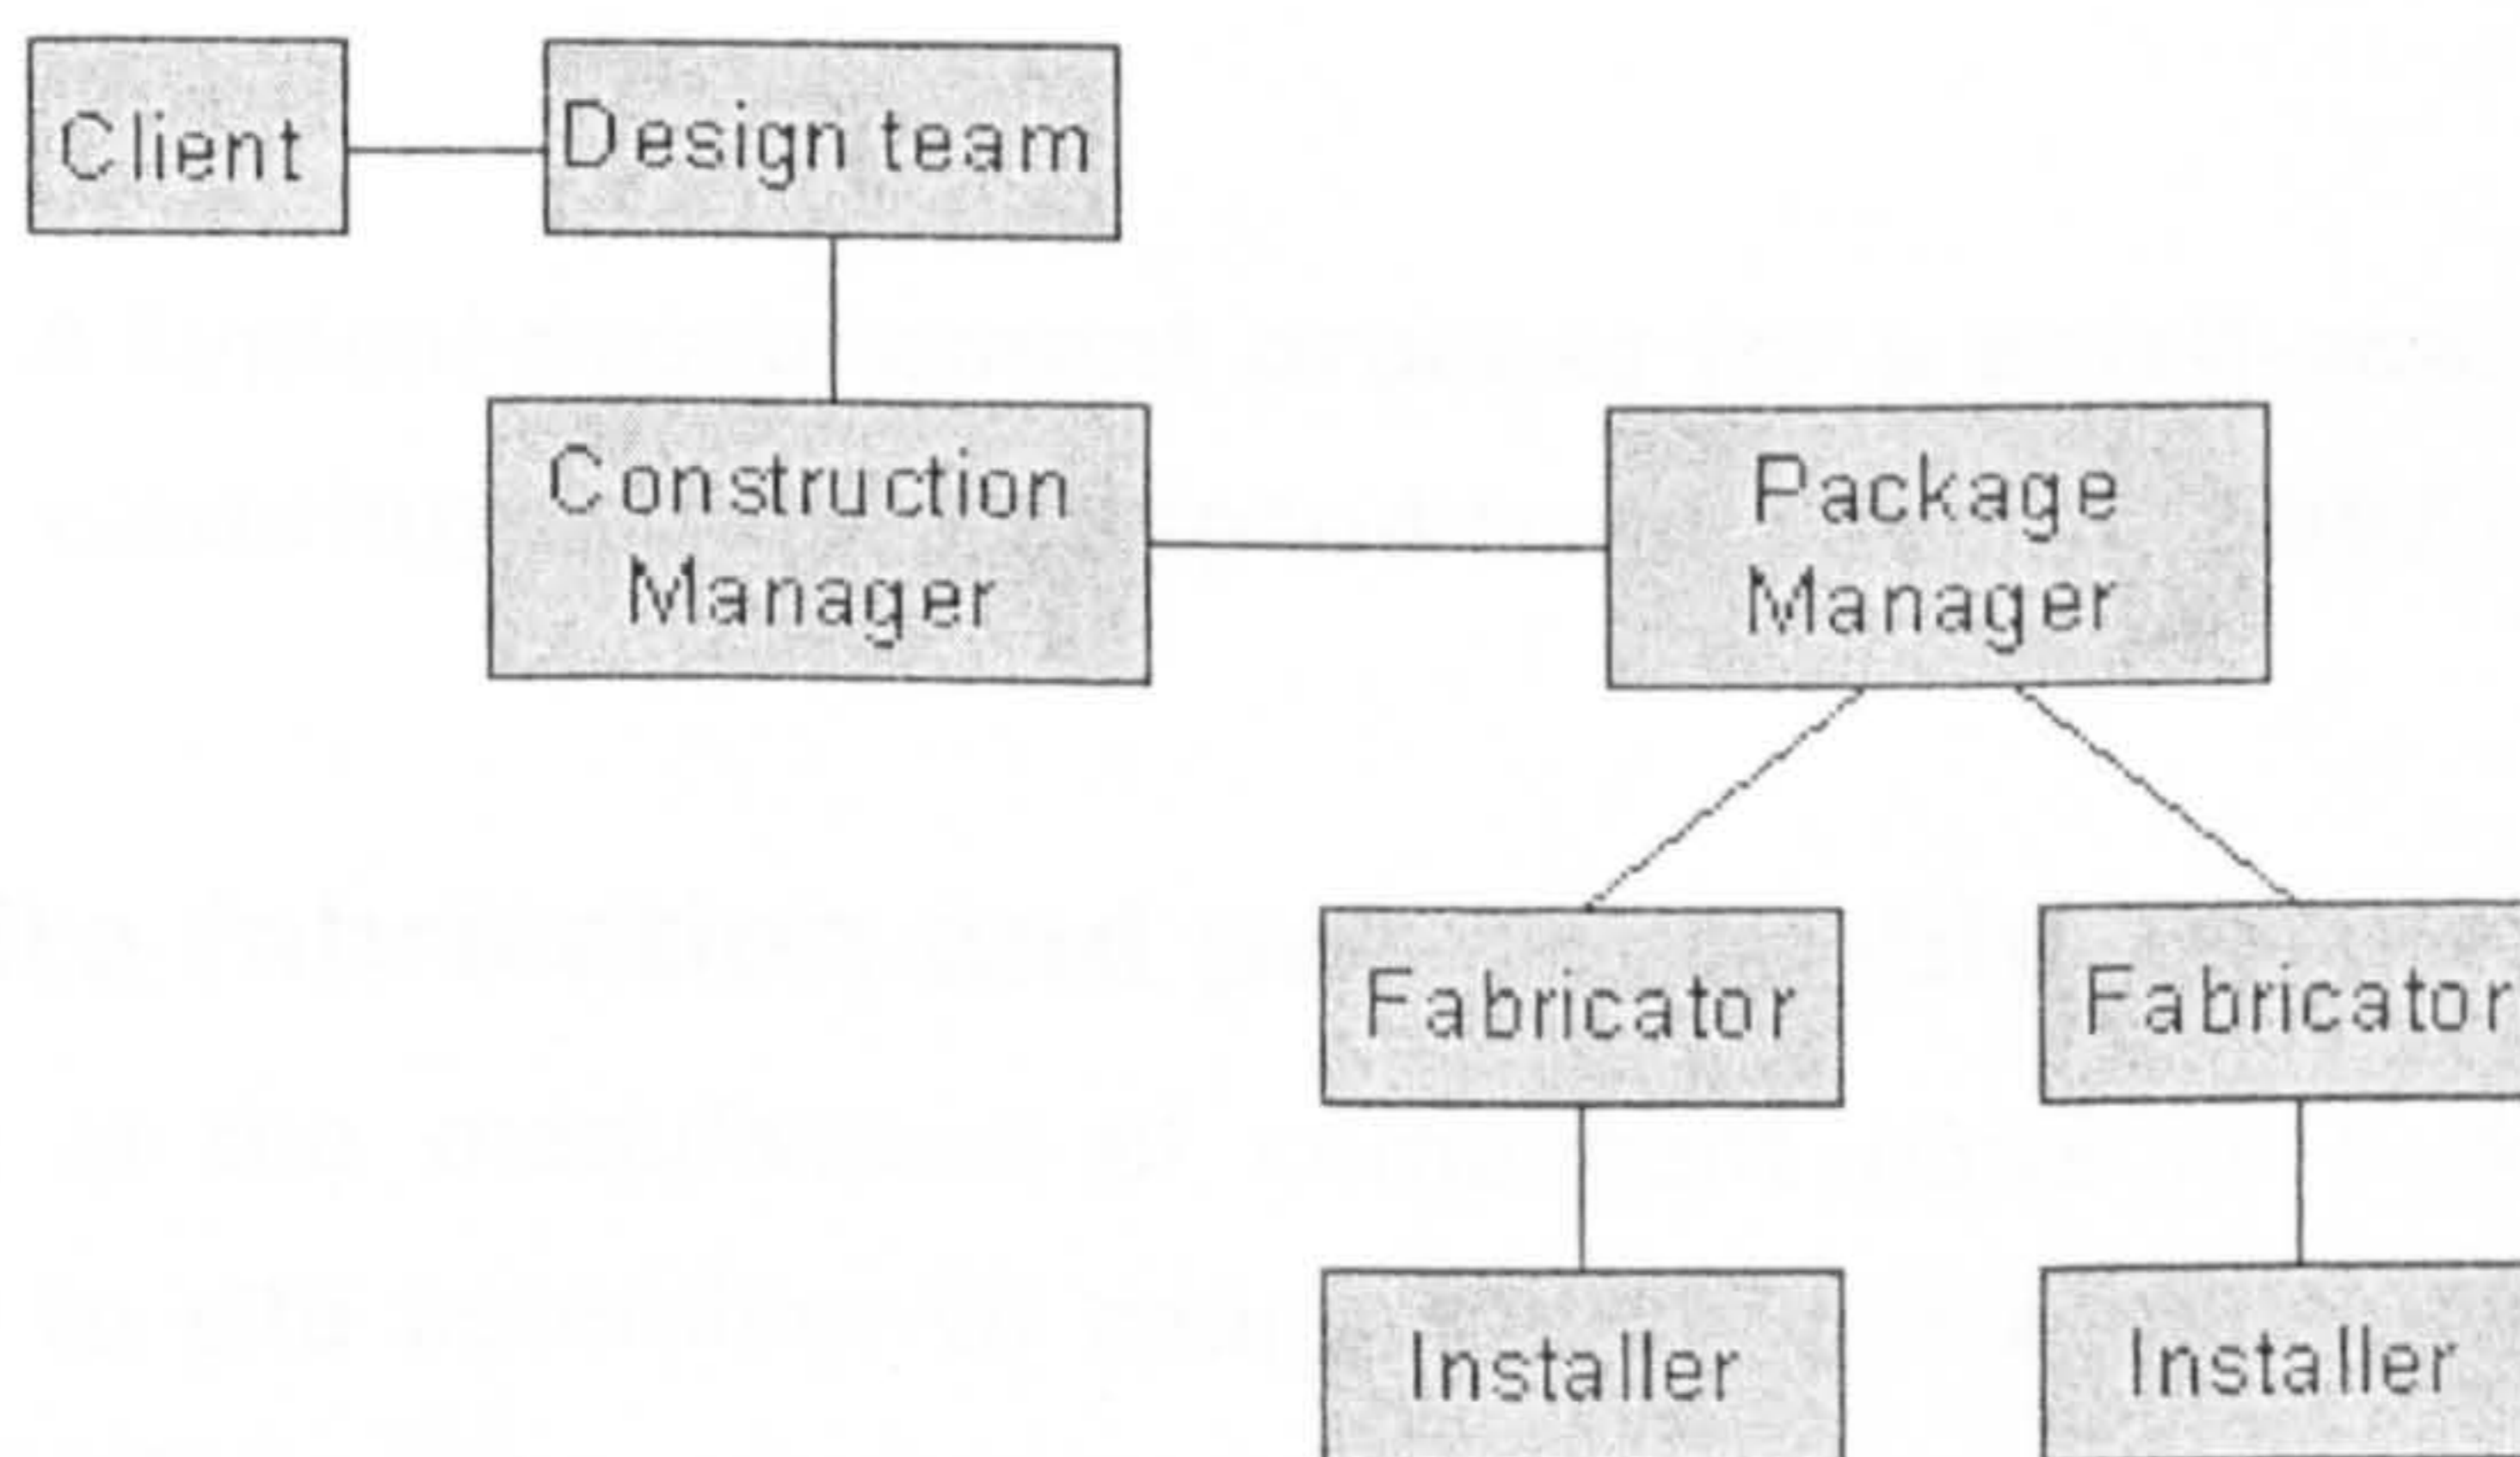 Client
Design team
Construction
Manager
Package
Manager
Fabricator
Fabricator
Installer
Installer